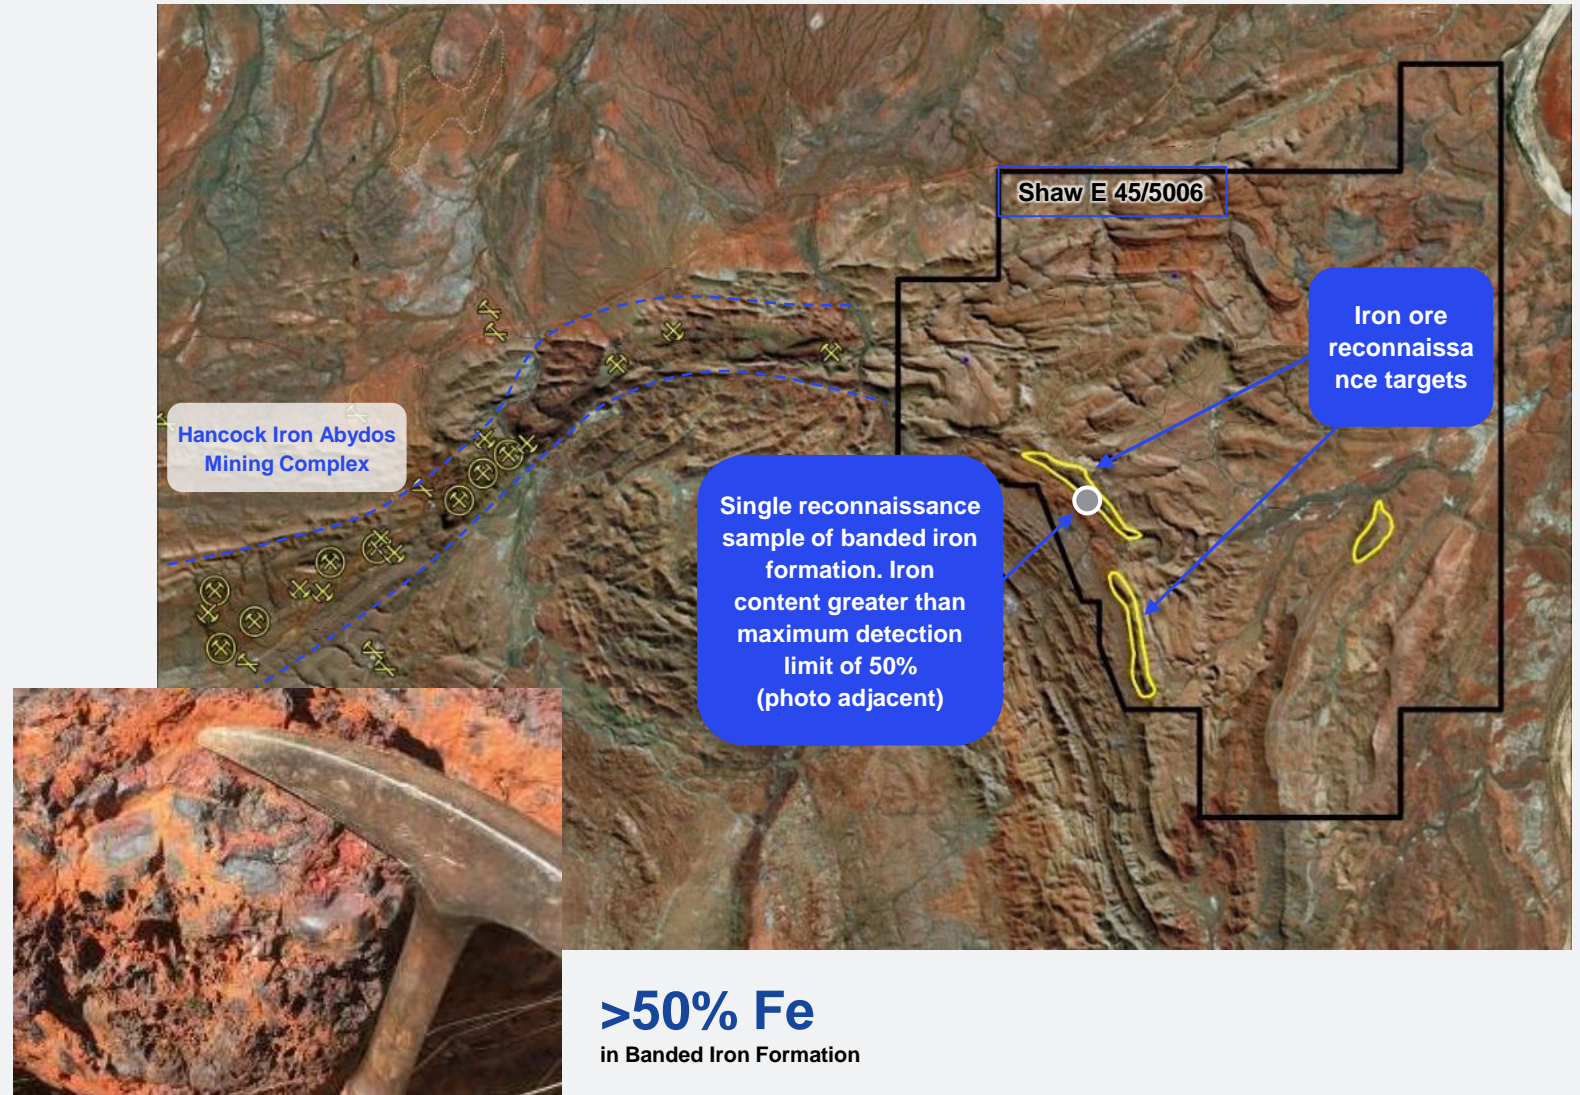 Shaw E 45/5006
Iron ore
reconnaissa
nce targets
Hancock Iron Abydos
Mining Complex
Single reconnaissance
sample of banded iron
formation. Iron
content greater than
maximum detection
limit of 50%
(photo adjacent)
>50% Fe
in Banded Iron Formation